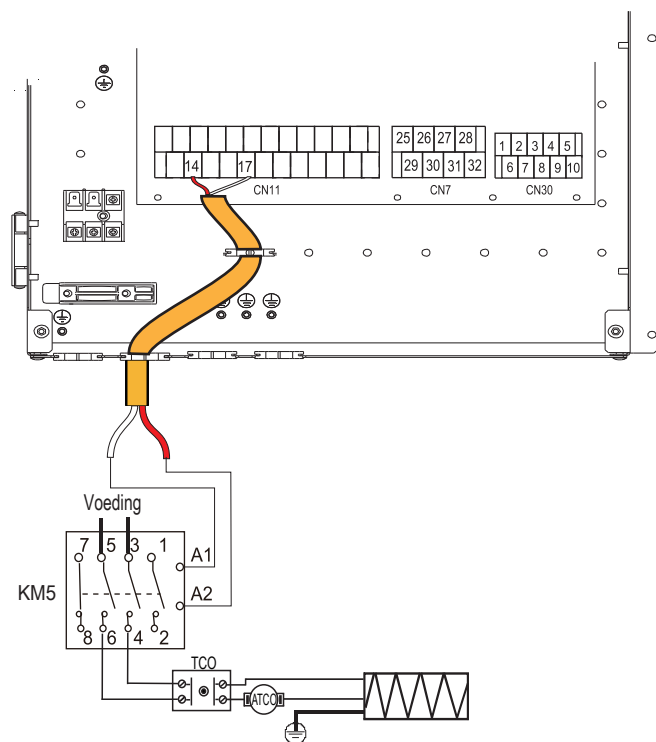 25 26 27 28
1 2 3 4 5
14 17
29 30 31 32
6 7 8 9 10
CN11
CN7
CN30
Voeding
7 5 3 1
A1
KM5
A2
8 6 4 2
TCO
ATCO